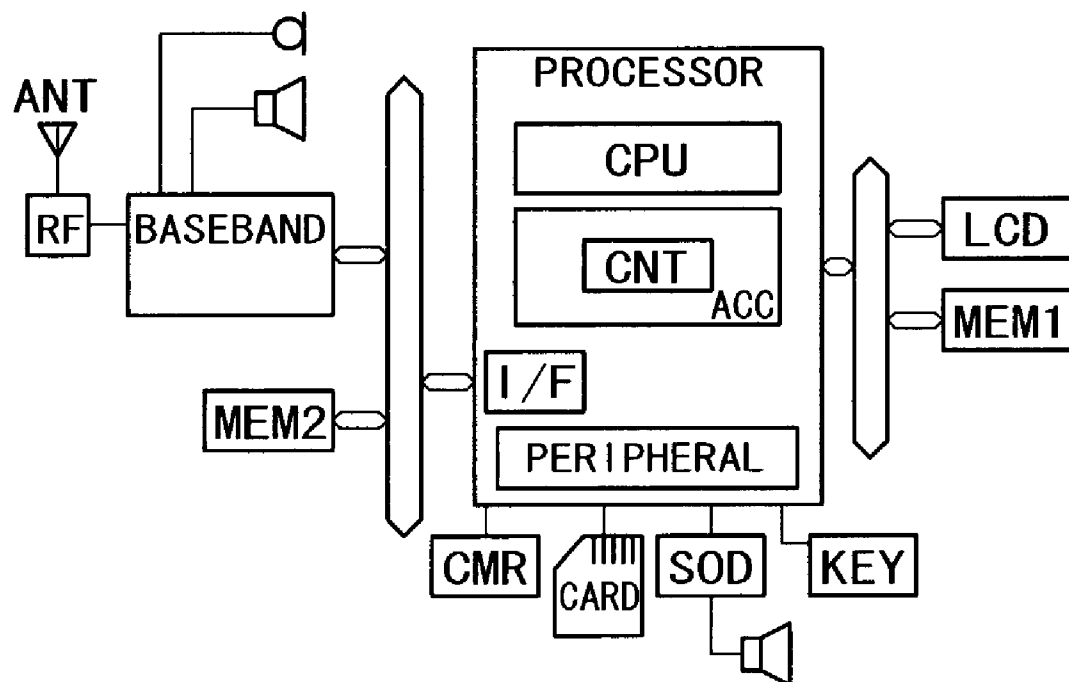 PROCESSOR
ANT
CPU
RF
BASEBAND
LCD
CNT
ACC
MEM1
I/F
MEM2
PERIPHERAL
CMR
CARD
SOD
KEY